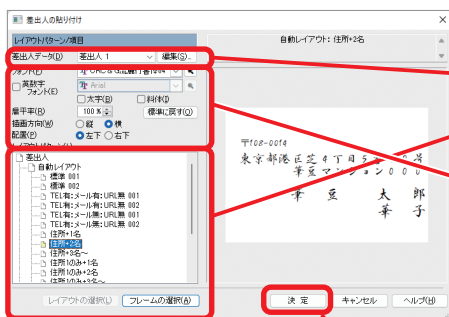 差出人の貼り付け
レイアウトパターン/項目
差出人データ(D) 差出人 1 編集(S)..
フォント(F)
英数字フォント(K) Arial
太字(B) 斜体(I)
扁平率(R) 100 % 標準に戻す(O)
描画方向(W) 縦 横
配置(P) 左下 右下
差出人
自動レイアウト
標準 001
標準 002
TEL有:メール有:URL無 001
TEL有:メール有:URL無 002
TEL有:メール無:URL無 001
TEL有:メール無:URL無 002
住所+1名
住所+2名
住所+3名～
住所1のみ+1名
住所1のみ+2名
レイアウトの選択(L) フレームの選択(A)
自動レイアウト: 住所+2名
〒108-0014
東京都港区芝4丁目
筆豆マンション000
筆豆 太郎
華子
決 定 キャンセル ヘルプ(H)